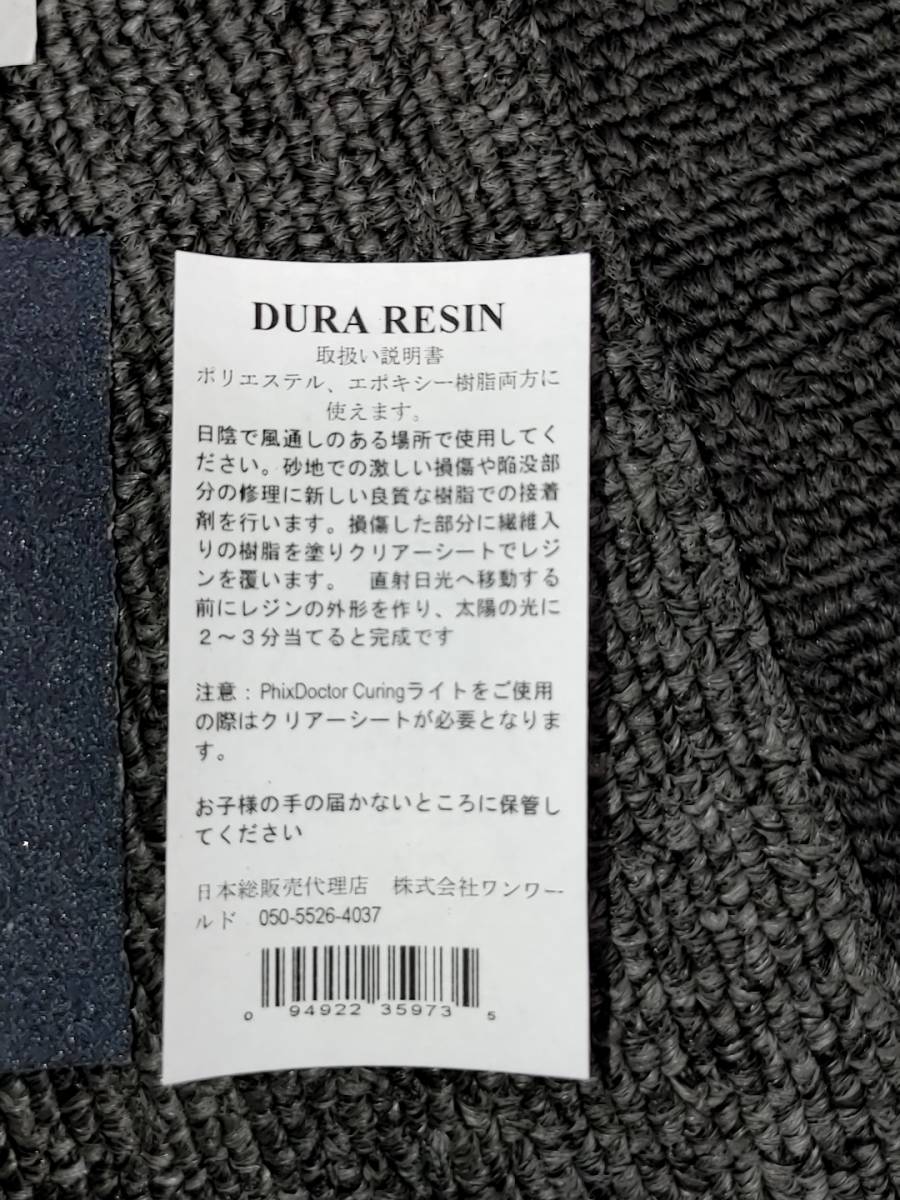 DURA RESIN
取扱い説明書
ポリエステル、エポキシー樹脂両方に
使えます。
日陰で風通しのある場所で使用してく
ださい。砂地での激しい損傷や陥没部
分の修理に新しい良質な樹脂での接着
剤を行います。損傷した部分に繊維入
りの樹脂を塗りクリアーシートでレジ
ンを覆います。　直射日光へ移動する
前にレジンの外形を作り、太陽の光に
２～３分当てると完成です
注意：PhixDoctor Curingライトをご使用
の際はクリアーシートが必要となりま
す。
お子様の手の届かないところに保管し
てください
日本総販売代理店　株式会社ワンワー
ルド　050-5526-4037
0 94922 35973 5